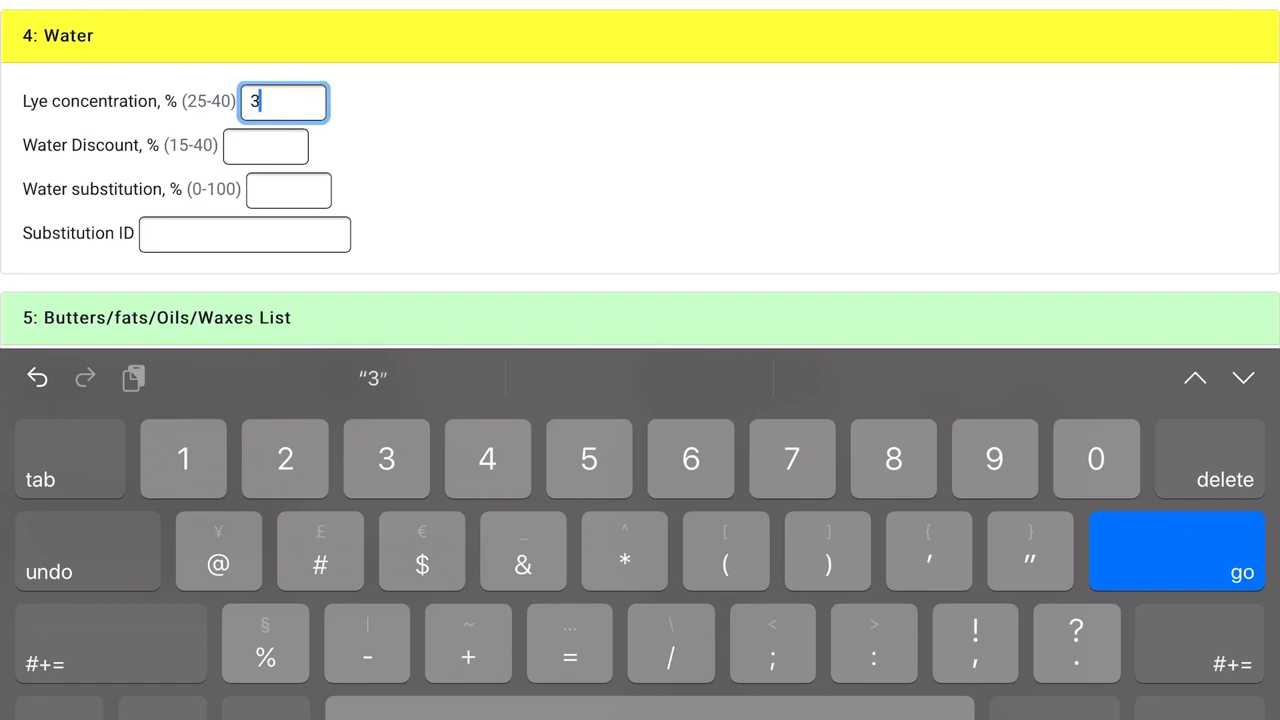 4: Water
Lye concentration, % (25-40) 3
Water Discount, % (15-40)
Water substitution, % (0-100)
Substitution ID
5: Butters/fats/Oils/Waxes List
“3”
tab 1 2 3 4 5 6 7 8 9 0 delete
¥ £ € _ ^ [ ] { }
undo @ # $ & * ( ) ' " go
§ | ~ … \ < > ! ?
#+= % - + = / ; : , . #+=